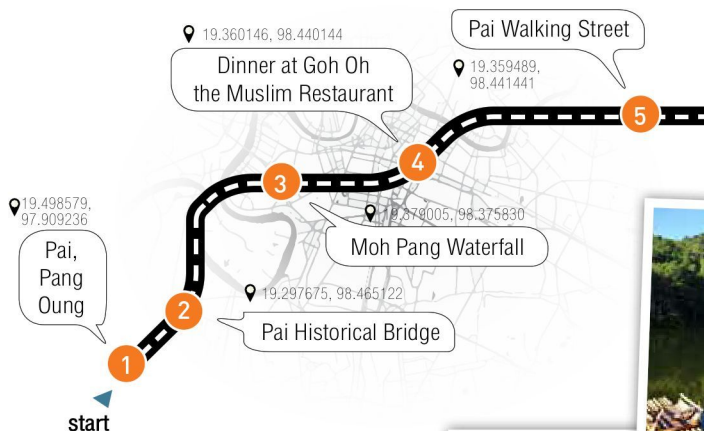 Pai Walking Street
19.360146, 98.440144
Dinner at Goh Oh
the Muslim Restaurant
19.359489,
98.441441
5
4
3
19.498579,
97.909236
19.379005, 98.375830
Pai,
Pang
Oung
Moh Pang Waterfall
19.297675, 98.465122
2
Pai Historical Bridge
1
start